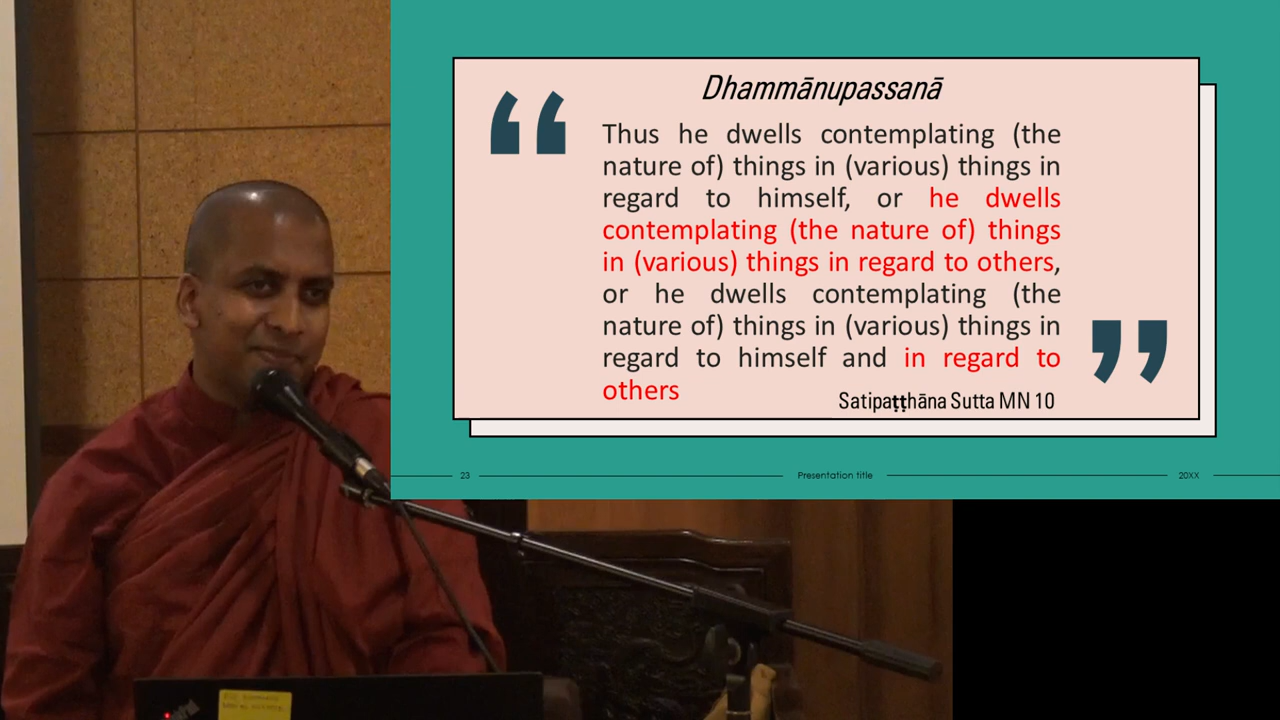 Dhammānupassanā
“
Thus he dwells contemplating (the
nature of) things in (various) things in
regard to himself, or he dwells
contemplating (the nature of) things
in (various) things in regard to others,
or he dwells contemplating (the
nature of) things in (various) things in
regard to himself and in regard to
others
”
Satipaṭṭhāna Sutta MN 10
23
Presentation title
20XX